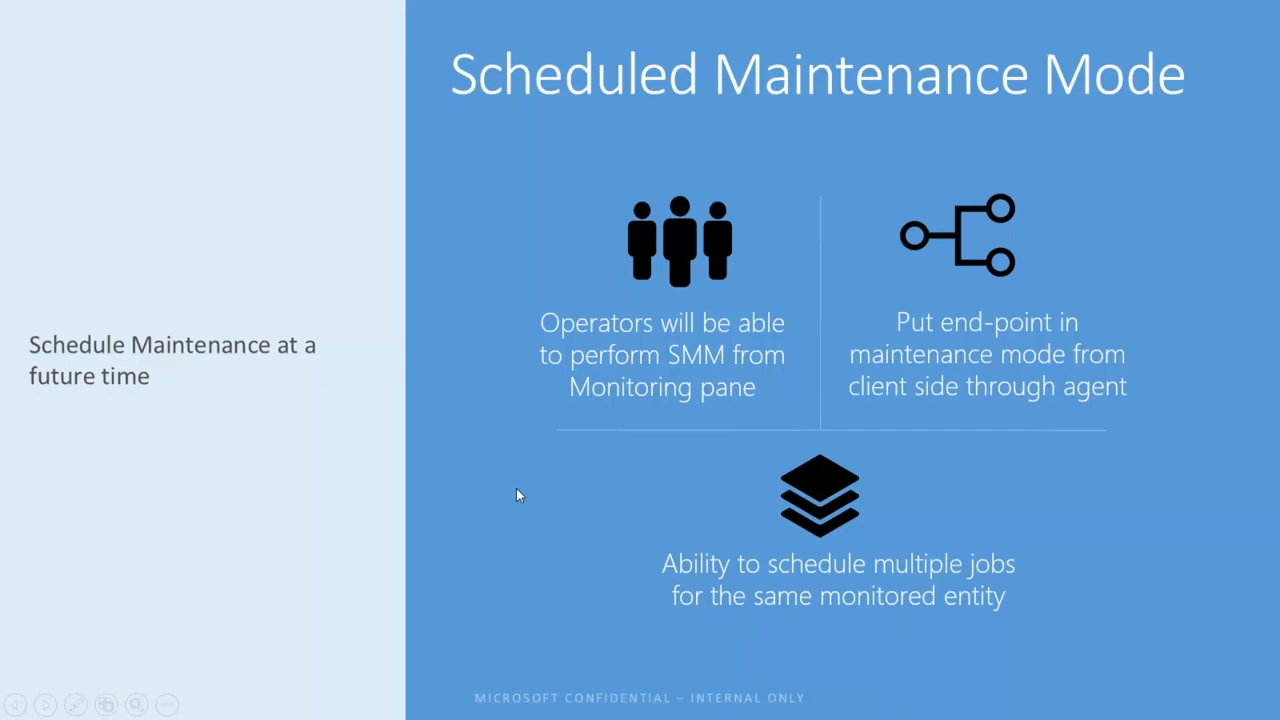 Scheduled Maintenance Mode
Schedule Maintenance at a
future time
Operators will be able
to perform SMM from
Monitoring pane
Put end-point in
maintenance mode from
client side through agent
Ability to schedule multiple jobs
for the same monitored entity
MICROSOFT CONFIDENTIAL – INTERNAL ONLY